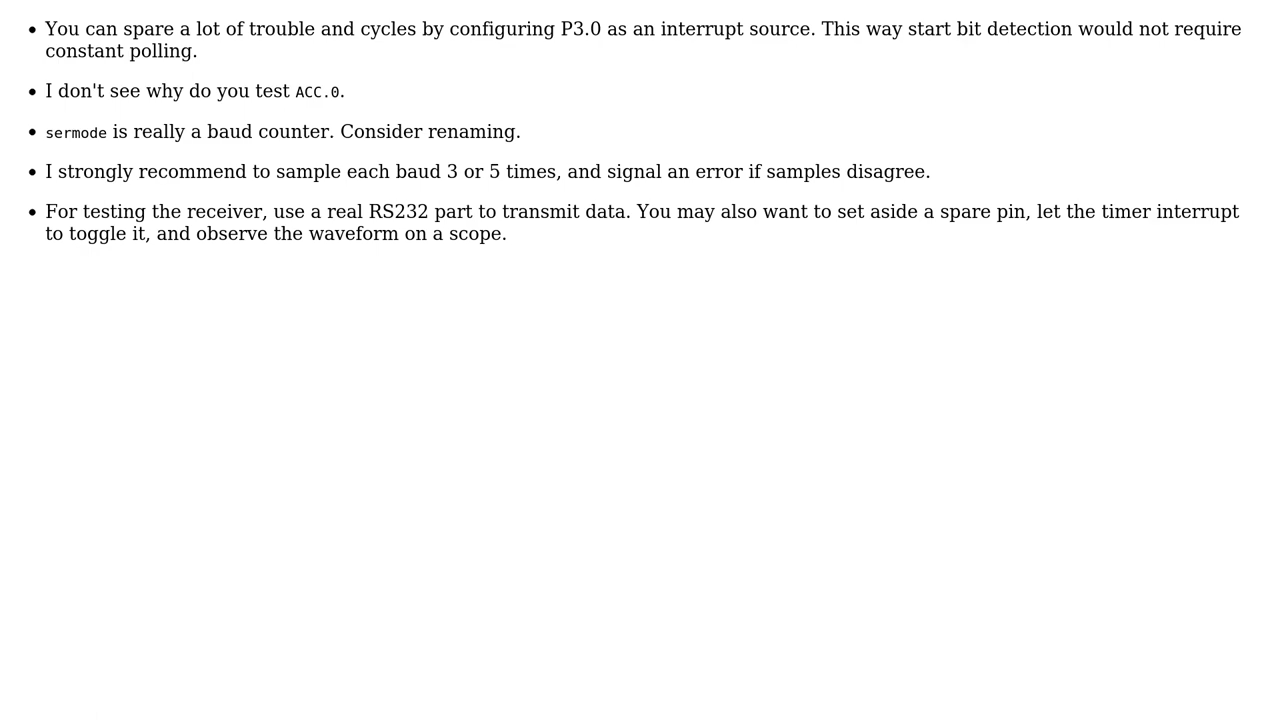 • You can spare a lot of trouble and cycles by configuring P3.0 as an interrupt source. This way start bit detection would not require
constant polling.
• I don't see why do you test ACC.0.
• sermode is really a baud counter. Consider renaming.
• I strongly recommend to sample each baud 3 or 5 times, and signal an error if samples disagree.
• For testing the receiver, use a real RS232 part to transmit data. You may also want to set aside a spare pin, let the timer interrupt
to toggle it, and observe the waveform on a scope.